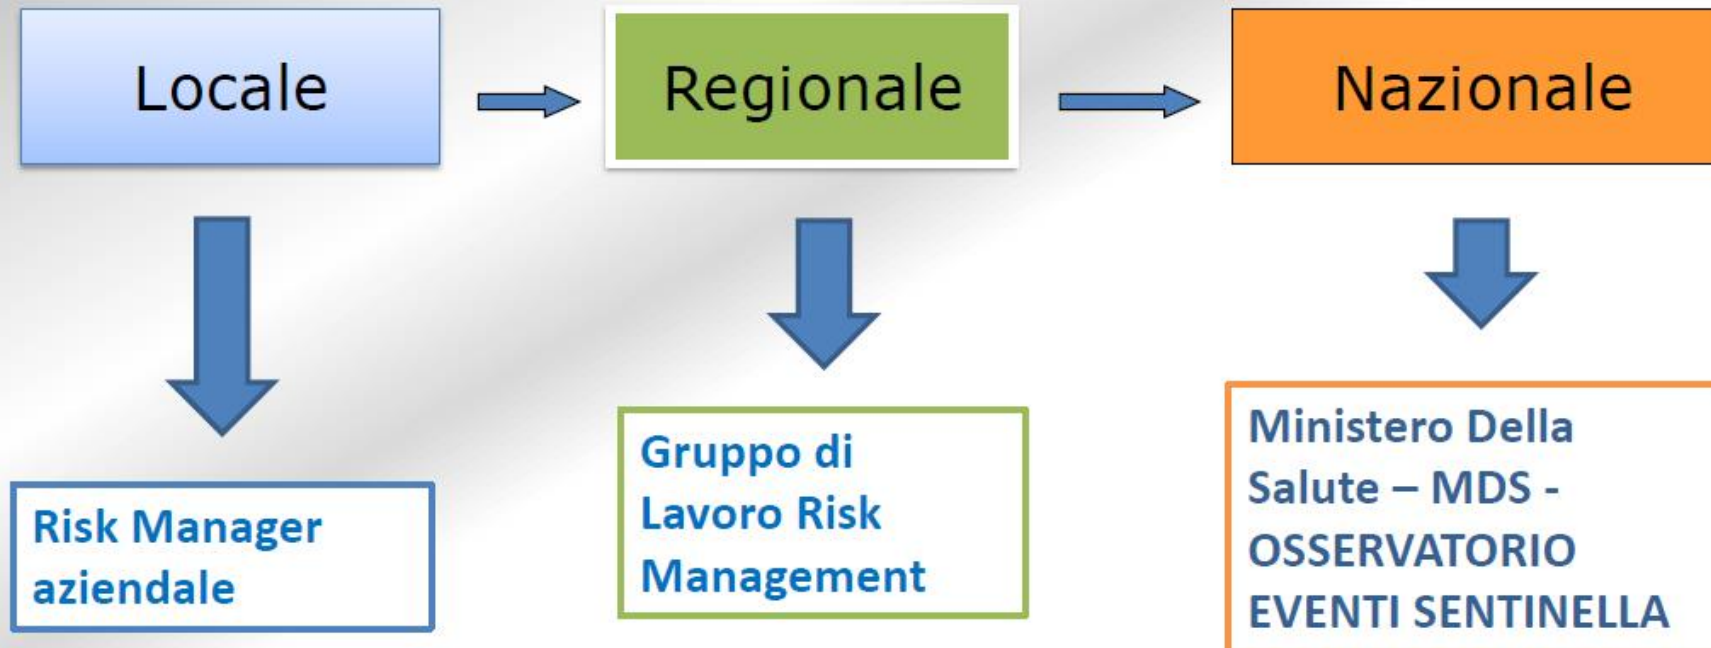 Locale
Regionale
Nazionale
Risk Manager
aziendale
Gruppo di
Lavoro Risk
Management
Ministero Della
Salute – MDS -
OSSERVATORIO
EVENTI SENTINELLA